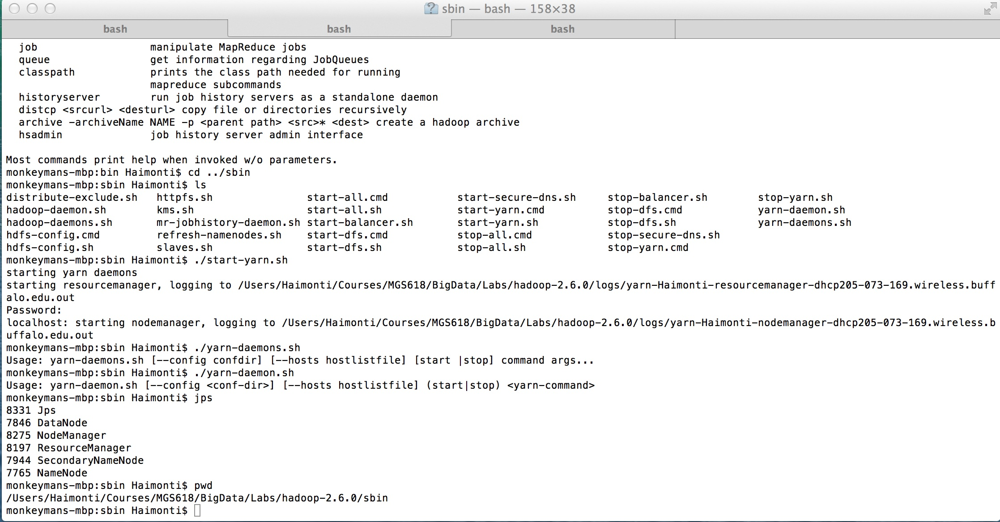 sbin — bash — 158×38
bash bash bash
job manipulate MapReduce jobs
queue get information regarding JobQueues
classpath prints the class path needed for running
mapreduce subcommands
historyserver run job history servers as a standalone daemon
distcp <srcurl> <desturl> copy file or directories recursively
archive -archiveName NAME -p <parent path> <src>* <dest> create a hadoop archive
hsadmin job history server admin interface
Most commands print help when invoked w/o parameters.
monkeymans-mbp:bin Haimonti$ cd ../sbin
monkeymans-mbp:sbin Haimonti$ ls
distribute-exclude.sh httpfs.sh start-all.cmd start-secure-dns.sh stop-balancer.sh stop-yarn.sh
hadoop-daemon.sh kms.sh start-all.sh start-yarn.cmd stop-dfs.cmd yarn-daemon.sh
hadoop-daemons.sh mr-jobhistory-daemon.sh start-balancer.sh start-yarn.sh stop-dfs.sh yarn-daemons.sh
hdfs-config.cmd refresh-namenodes.sh start-dfs.cmd stop-all.cmd stop-secure-dns.sh
hdfs-config.sh slaves.sh start-dfs.sh stop-all.sh stop-yarn.cmd
monkeymans-mbp:sbin Haimonti$ ./start-yarn.sh
starting yarn daemons
starting resourcemanager, logging to /Users/Haimonti/Courses/MGS618/BigData/Labs/hadoop-2.6.0/logs/yarn-Haimonti-resourcemanager-dhcp205-073-169.wireless.buff
alo.edu.out
Password:
localhost: starting nodemanager, logging to /Users/Haimonti/Courses/MGS618/BigData/Labs/hadoop-2.6.0/logs/yarn-Haimonti-nodemanager-dhcp205-073-169.wireless.b
uffalo.edu.out
monkeymans-mbp:sbin Haimonti$ ./yarn-daemons.sh
Usage: yarn-daemons.sh [--config confdir] [--hosts hostlistfile] [start |stop] command args...
monkeymans-mbp:sbin Haimonti$ ./yarn-daemon.sh
Usage: yarn-daemon.sh [--config <conf-dir>] [--hosts hostlistfile] (start|stop) <yarn-command>
monkeymans-mbp:sbin Haimonti$ jps
8331 Jps
7846 DataNode
8275 NodeManager
8197 ResourceManager
7944 SecondaryNameNode
7765 NameNode
monkeymans-mbp:sbin Haimonti$ pwd
/Users/Haimonti/Courses/MGS618/BigData/Labs/hadoop-2.6.0/sbin
monkeymans-mbp:sbin Haimonti$